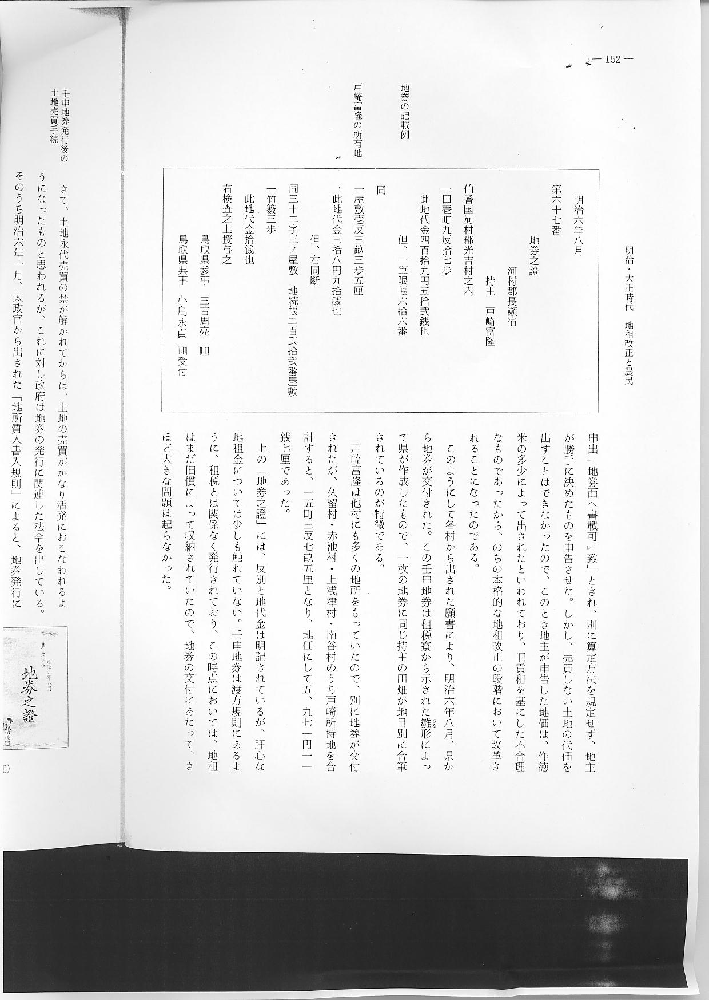 — 152 —
明治・大正時代　地租改正と農民
地券の記載例
戸崎富隆の所有地
明治六年八月
第六十七番
地券之證
河村郡長瀬宿
持主　戸崎富隆
伯耆国河村郡光吉村之内
一田壱町九反拾七歩
此地代金四百拾九円五拾弐銭也
但、一筆限帳六拾六番
同
一屋敷壱反三畝三歩五厘
此地代金三拾八円九拾銭也
但、右同断
同三十二字三ノ屋敷　地続帳二百弐拾弐番屋敷
一竹籔三歩
此地代金拾銭也
右検査之上授与之
鳥取県参事　三吉周亮　印
鳥取県典事　小島永貞　印受付
申出「地券面ヘ書載可レ致」とされ、別に算定方法を規定せず、地主
が勝手に決めたものを申告させた。しかし、売買しない土地の代価を
出すことはできなかったので、このとき地主が申告した地価は、作徳
米の多少によって出されたといわれており、旧貢租を基にした不合理
なものであったから、のちの本格的な地租改正の段階において改革さ
れることになったのである。
このようにして各村から出された願書により、明治六年八月、県か
ら地券が交付された。この壬申地券は租税寮から示された雛形によっ
て県が作成したもので、一枚の地券に同じ持主の田畑が地目別に合筆
されているのが特徴である。
戸崎富隆は他村にも多くの地所をもっていたので、別に地券が交付
されたが、久留村・赤池村・上浅津村・南谷村のうち戸崎所持地を合
計すると、一五町三反七畝五厘となり、地価にして五、九七一円一一
銭七厘であった。
上の「地券之證」には、反別と地代金は明記されているが、肝心な
地租金については少しも触れていない。壬申地券は渡方規則にあるよ
うに、租税とは関係なく発行されており、この時点においては、地租
はまだ旧慣によって収納されていたので、地券の交付にあたって、さ
ほど大きな問題は起らなかった。
壬申地券発行後の
土地売買手続
さて、土地永代売買の禁が解かれてからは、土地の売買がかなり活発におこなわれるよ
うになったものと思われるが、これに対し政府は地券の発行に関連した法令を出している。
そのうち明治六年一月、太政官から出された「地所質入書入規則」によると、地券発行に
明治六年八月
地券之證